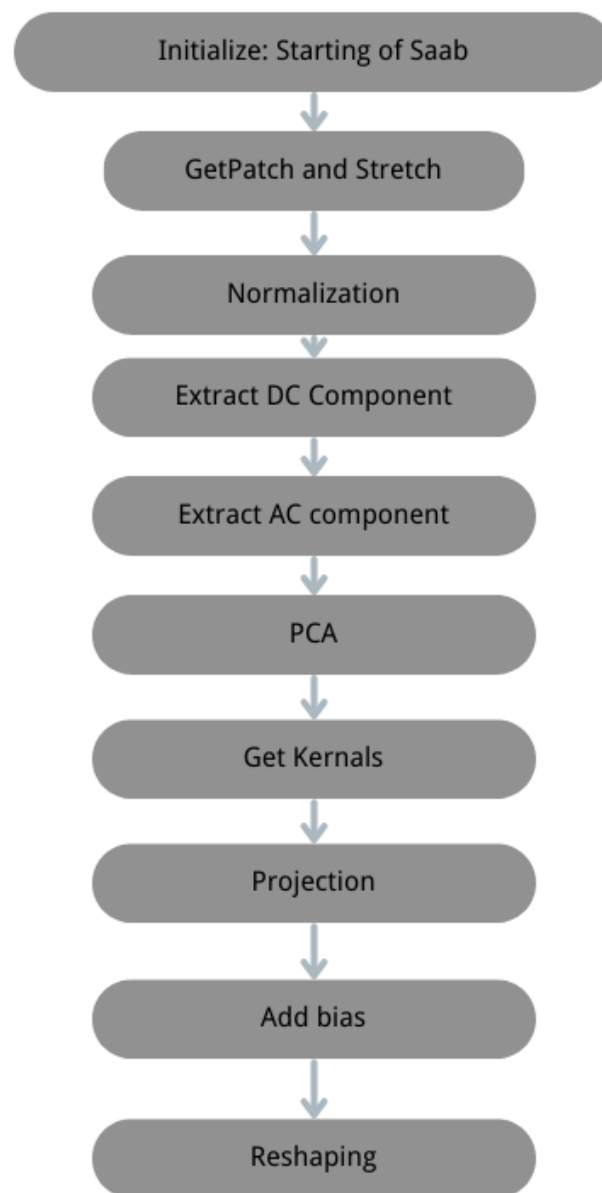 Initialize: Starting of Saab
GetPatch and Stretch
Normalization
Extract DC Component
Extract AC component
PCA
Get Kernals
Projection
Add bias
Reshaping